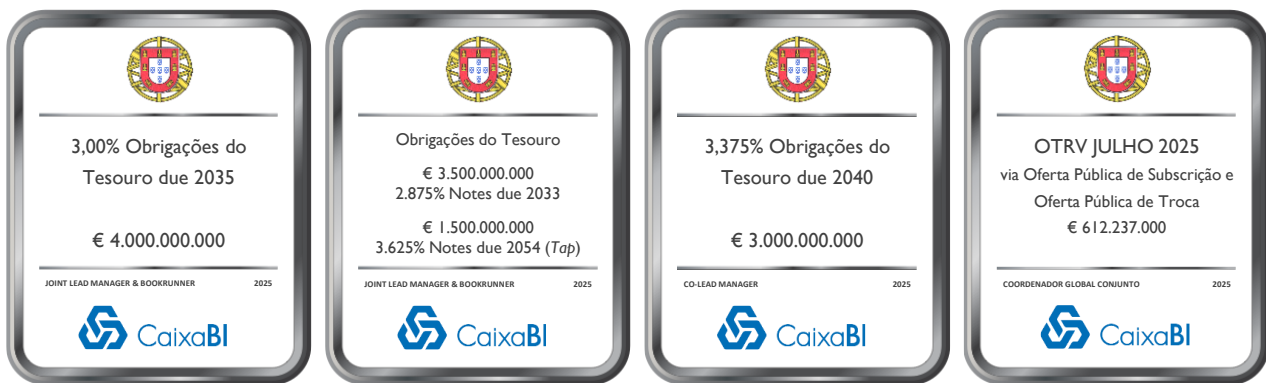 3,00% Obrigações do
Tesouro due 2035
€ 4.000.000.000
JOINT LEAD MANAGER & BOOKRUNNER 2025
CaixaBI
Obrigações do Tesouro
€ 3.500.000.000
2.875% Notes due 2033
€ 1.500.000.000
3.625% Notes due 2054 (Tap)
JOINT LEAD MANAGER & BOOKRUNNER 2025
CaixaBI
3,375% Obrigações do
Tesouro due 2040
€ 3.000.000.000
CO-LEAD MANAGER 2025
CaixaBI
OTRV JULHO 2025
via Oferta Pública de Subscrição e
Oferta Pública de Troca
€ 612.237.000
COORDENADOR GLOBAL CONJUNTO 2025
CaixaBI